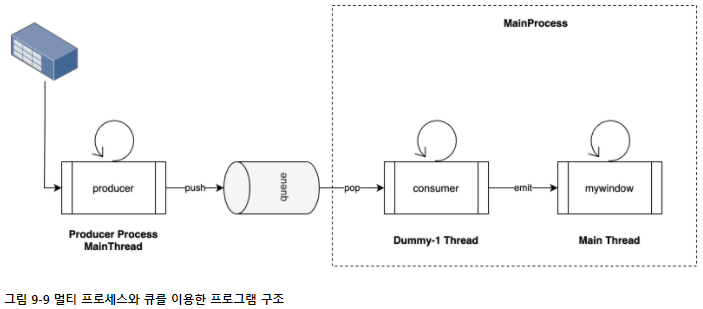 MainProcess
producer
push
queue
pop
consumer
emit
mywindow
Producer Process
MainThread
Dummy-1 Thread
Main Thread
그림 9-9 멀티 프로세스와 큐를 이용한 프로그램 구조